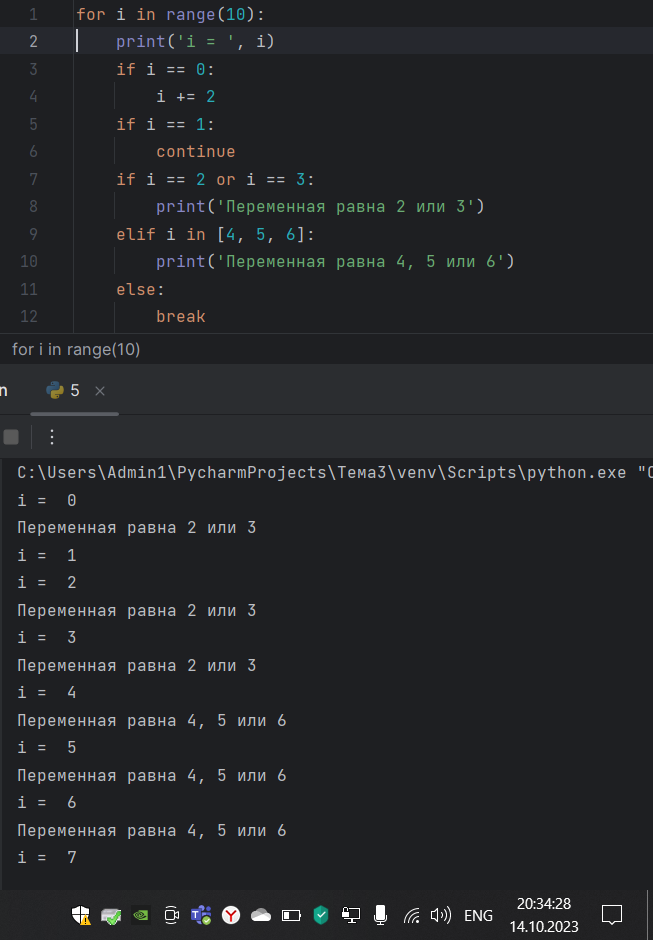 1 for i in range(10):
2 print('i = ', i)
3 if i == 0:
4 i += 2
5 if i == 1:
6 continue
7 if i == 2 or i == 3:
8 print('Переменная равна 2 или 3')
9 elif i in [4, 5, 6]:
10 print('Переменная равна 4, 5 или 6')
11 else:
12 break
for i in range(10)
n 5
C:\Users\Admin1\PycharmProjects\Тема3\venv\Scripts\python.exe "C
i =  0
Переменная равна 2 или 3
i =  1
i =  2
Переменная равна 2 или 3
i =  3
Переменная равна 2 или 3
i =  4
Переменная равна 4, 5 или 6
i =  5
Переменная равна 4, 5 или 6
i =  6
Переменная равна 4, 5 или 6
i =  7
ENG
20:34:28
14.10.2023